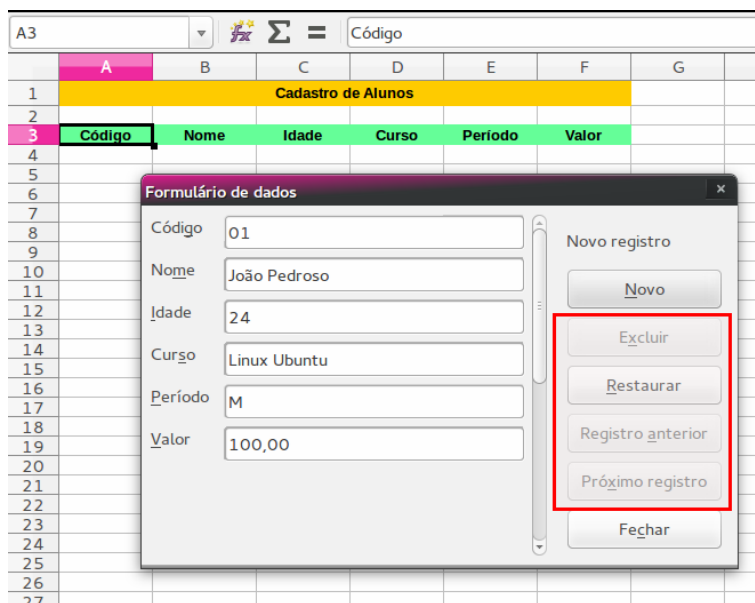 A3 fx Σ = Código
A B C D E F G
1 Cadastro de Alunos
2
3 Código Nome Idade Curso Período Valor
4
5
6
7
8
9
10
11
12
13
14
15
16
17
18
19
20
21
22
23
24
25
26
27
Formulário de dados x
Código 01
Nome João Pedroso
Idade 24
Curso Linux Ubuntu
Período M
Valor 100,00
Novo registro
Novo
Excluir
Restaurar
Registro anterior
Próximo registro
Fechar